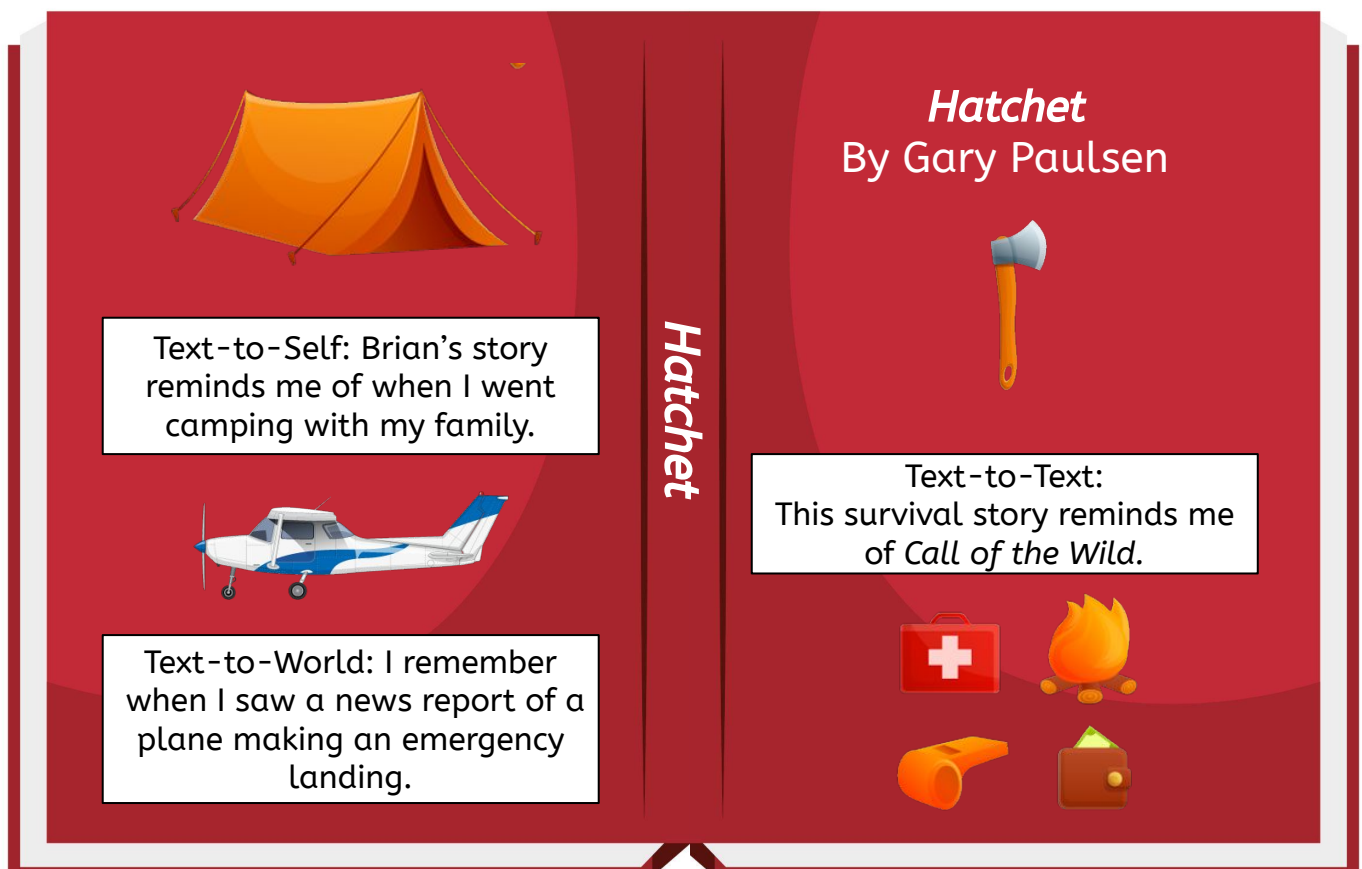 Text-to-Self: Brian's story
reminds me of when I went
camping with my family.
Text-to-World: I remember
when I saw a news report of a
plane making an emergency
landing.
Hatchet
Hatchet
By Gary Paulsen
Text-to-Text:
This survival story reminds me
of Call of the Wild.